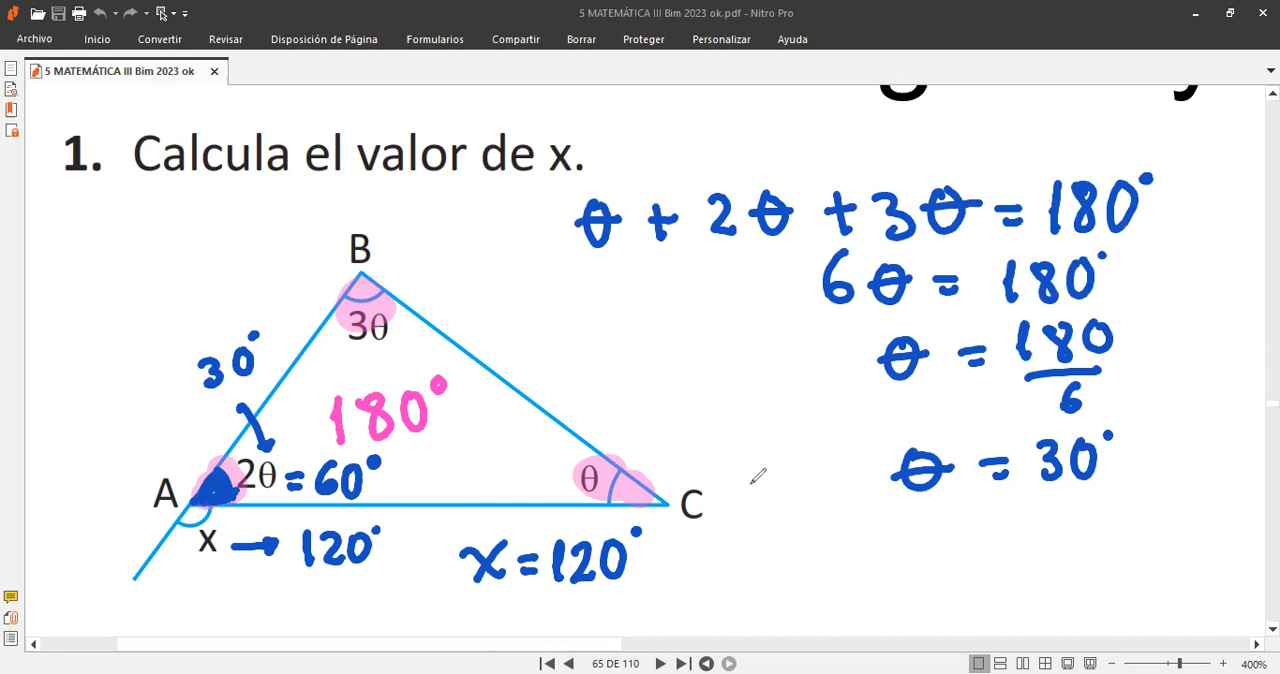 5 MATEMÁTICA III Bim 2023 ok.pdf - Nitro Pro
Archivo Inicio Convertir Revisar Disposición de Página Formularios Compartir Borrar Proteger Personalizar Ayuda
5 MATEMÁTICA III Bim 2023 ok
1. Calcula el valor de x.
θ + 2θ + 3θ = 180°
6θ = 180°
θ = 180/6
θ = 30°
B
3θ
30°
180°
A
2θ = 60°
θ
C
x → 120°
x = 120°
65 DE 110
400%